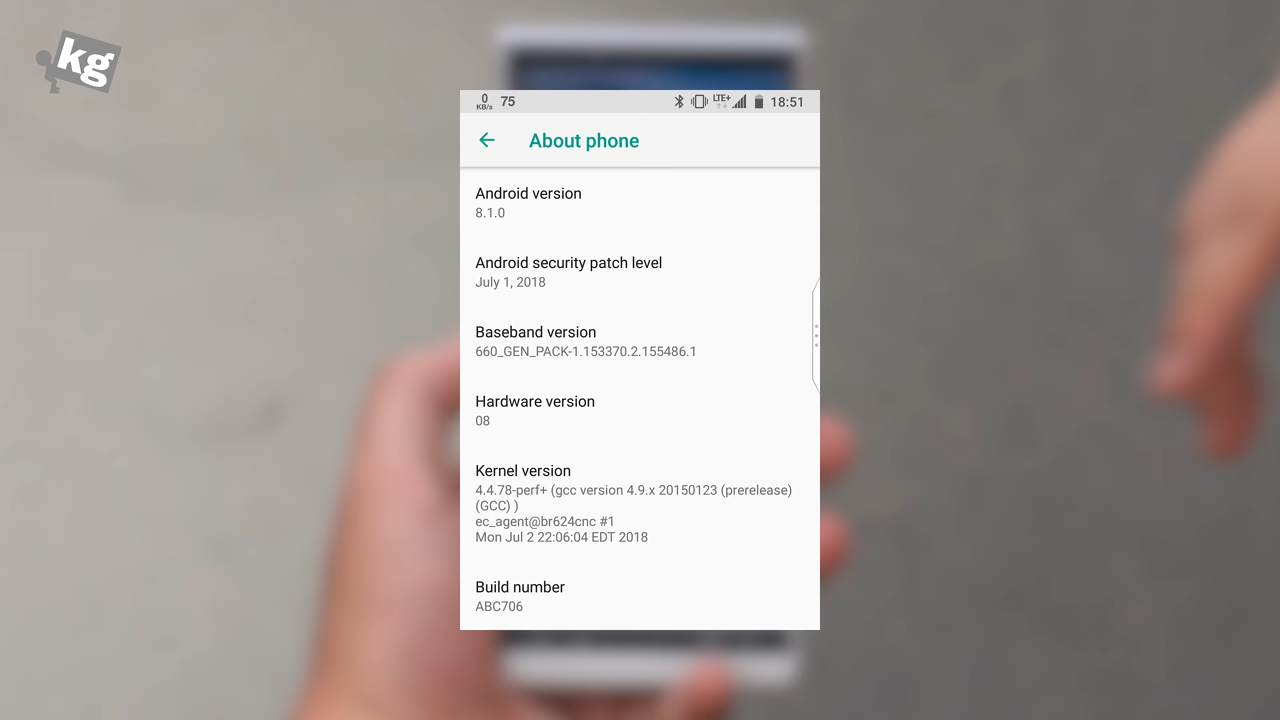 kg
0
KB/s
75
LTE+
18:51
About phone
Android version
8.1.0
Android security patch level
July 1, 2018
Baseband version
660_GEN_PACK-1.153370.2.155486.1
Hardware version
08
Kernel version
4.4.78-perf+ (gcc version 4.9.x 20150123 (prerelease)
(GCC) )
ec_agent@br624cnc #1
Mon Jul 2 22:06:04 EDT 2018
Build number
ABC706